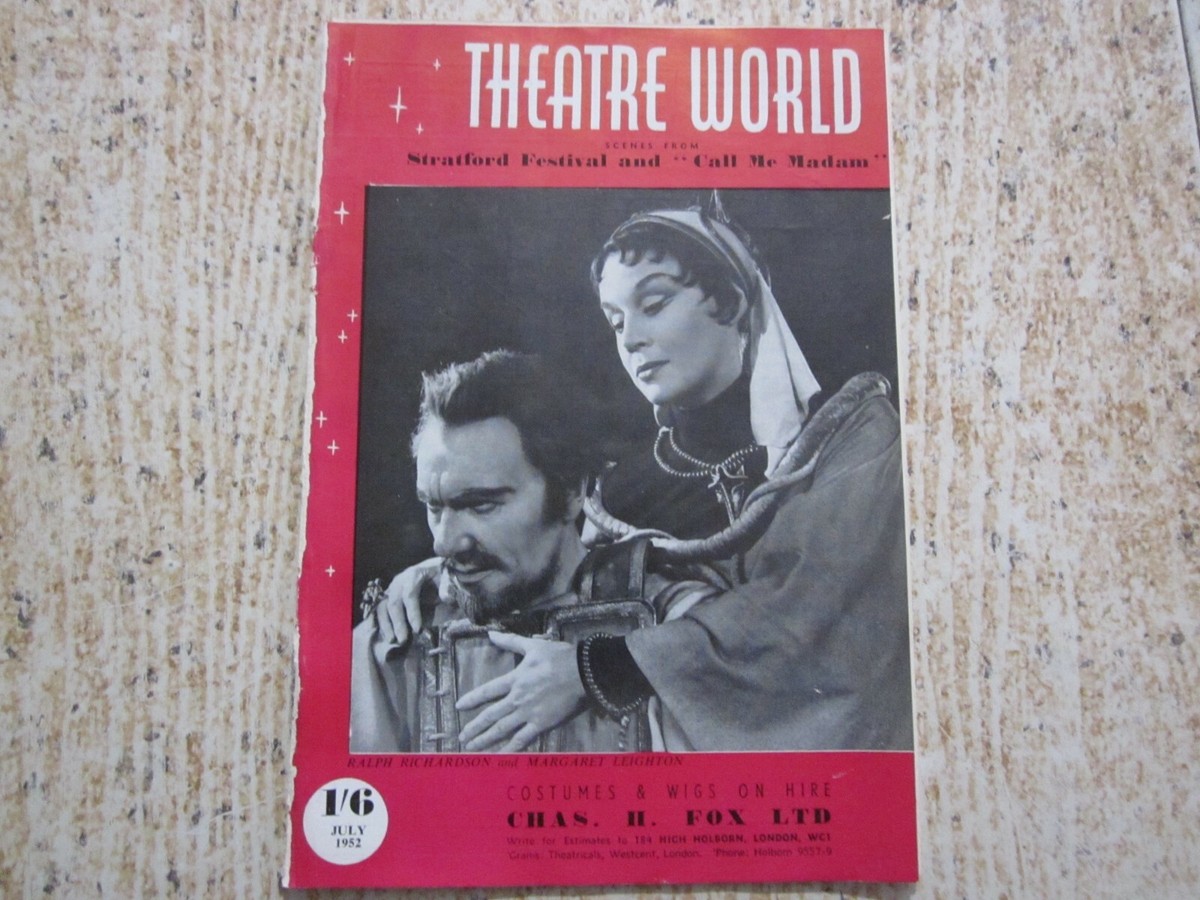 THEATRE WORLD
SCENES FROM
Stratford Festival and "Call Me Madam"
RALPH RICHARDSON and MARGARET LEIGHTON
1/6
JULY
1952
COSTUMES & WIGS ON HIRE
CHAS. H. FOX LTD
Write for Estimates to 184 HIGH HOLBORN, LONDON, WC1
'Grams: Theatricals, Westcent, London. 'Phone: Holborn 9557-9